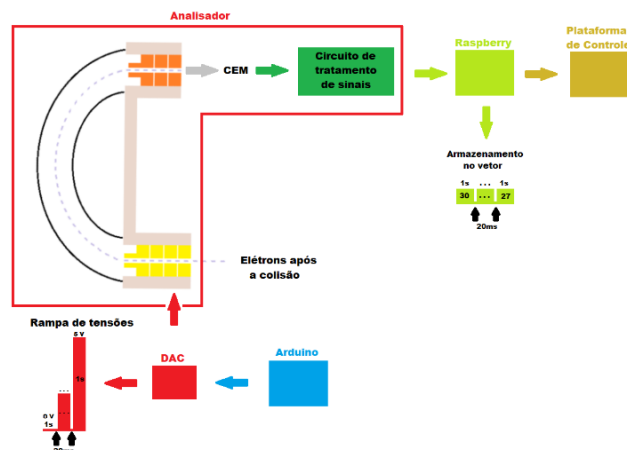 Analisador
CEM
Circuito de
tratamento
de sinais
Raspberry
Plataforma
de Controle
Armazenamento
no vetor
1s ... 1s
30 ... 27
20ms
Elétrons após
a colisão
Rampa de tensões
5 V
1s
...
...
0 V
1s
20ms
DAC
Arduino